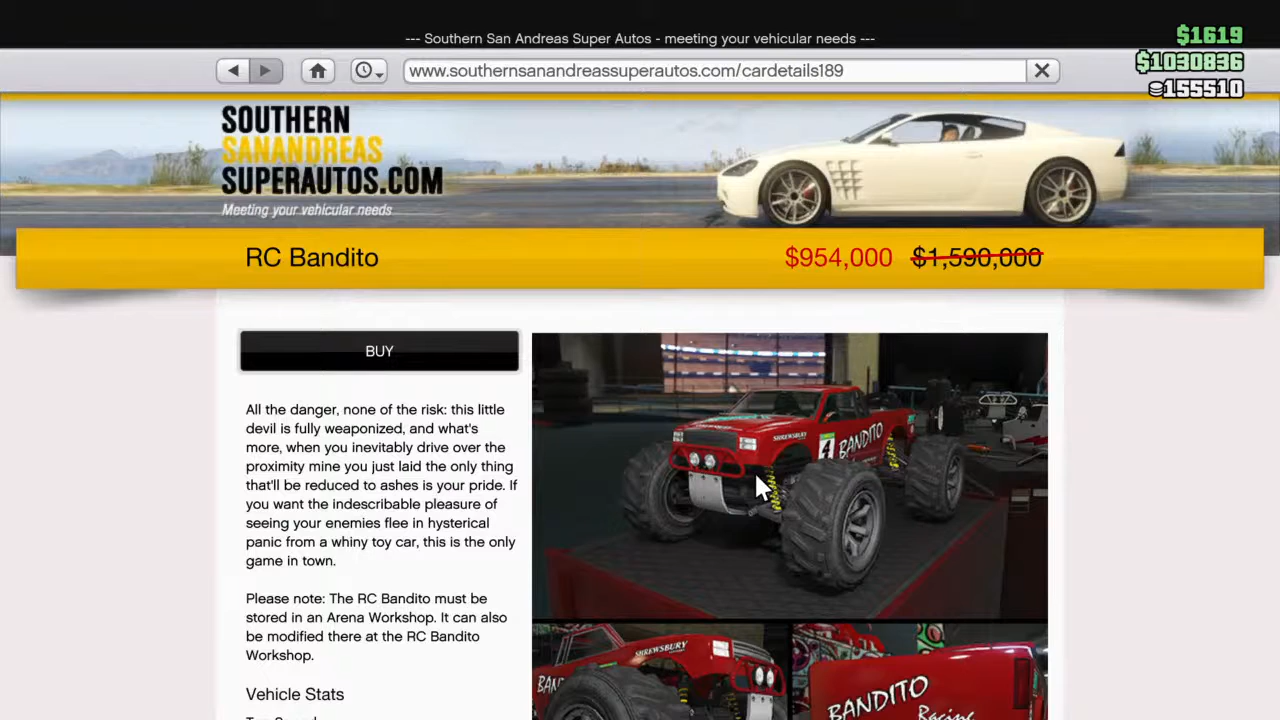 --- Southern San Andreas Super Autos - meeting your vehicular needs ---
$1619
$1030836
155510
www.southernsanandreassuperautos.com/cardetails189
SOUTHERN
SANANDREAS
SUPERAUTOS.COM
Meeting your vehicular needs
RC Bandito
$954,000 $1,590,000
BUY
All the danger, none of the risk: this little
devil is fully weaponized, and what's
more, when you inevitably drive over the
proximity mine you just laid the only thing
that'll be reduced to ashes is your pride. If
you want the indescribable pleasure of
seeing your enemies flee in hysterical
panic from a whiny toy car, this is the only
game in town.
Please note: The RC Bandito must be
stored in an Arena Workshop. It can also
be modified there at the RC Bandito
Workshop.
Vehicle Stats
Top Speed
SHREWSBURY
4
BANDITO
SHREWSBURY
BAN
BANDITO
Racing